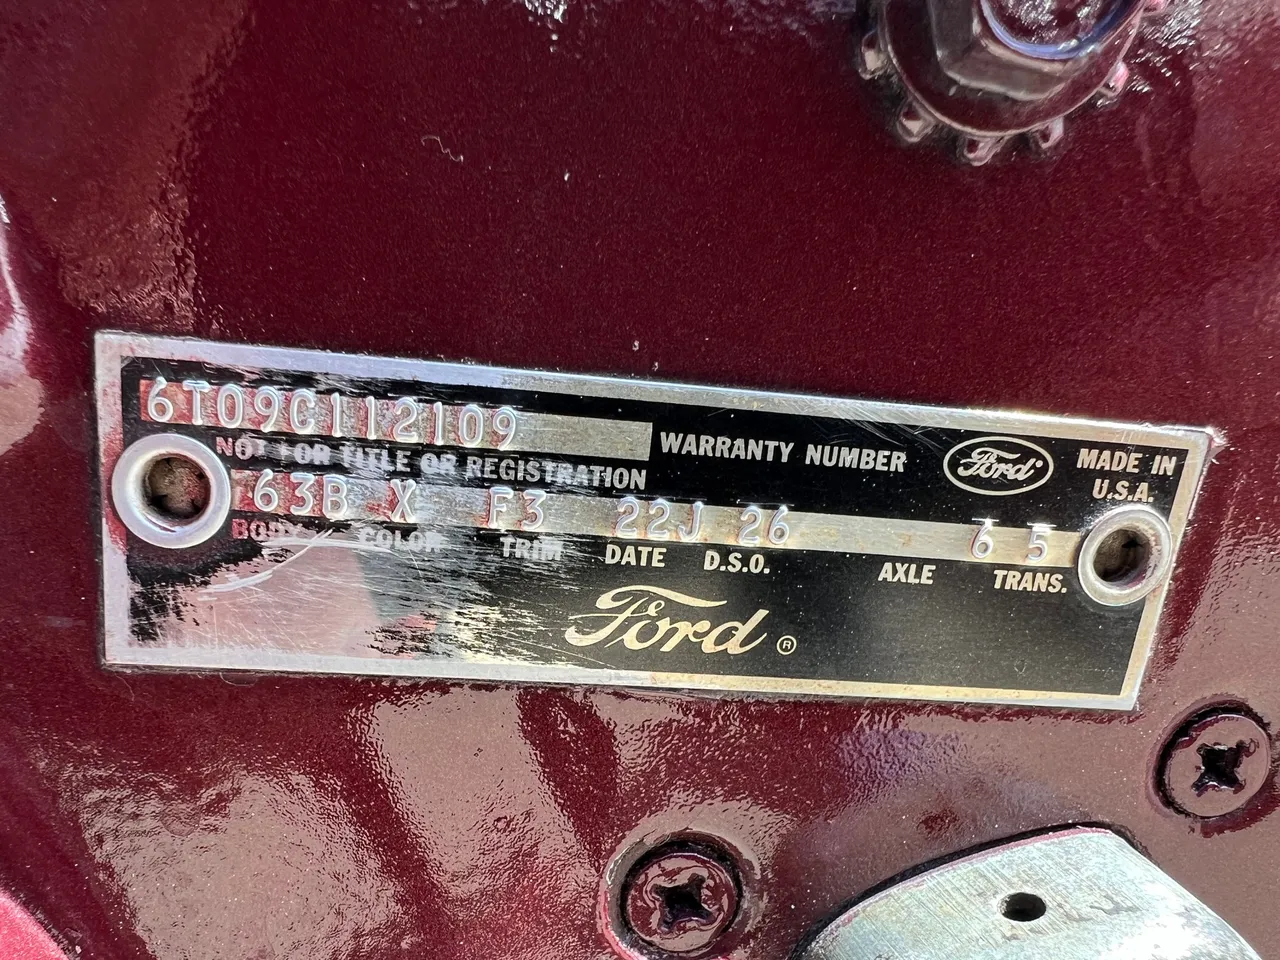 6T09C112109 WARRANTY NUMBER Ford MADE IN
U.S.A.
NOT FOR TITLE OR REGISTRATION
63B X F3 22J 26 6 5
BODY COLOR TRIM DATE D.S.O. AXLE TRANS.
Ford ®